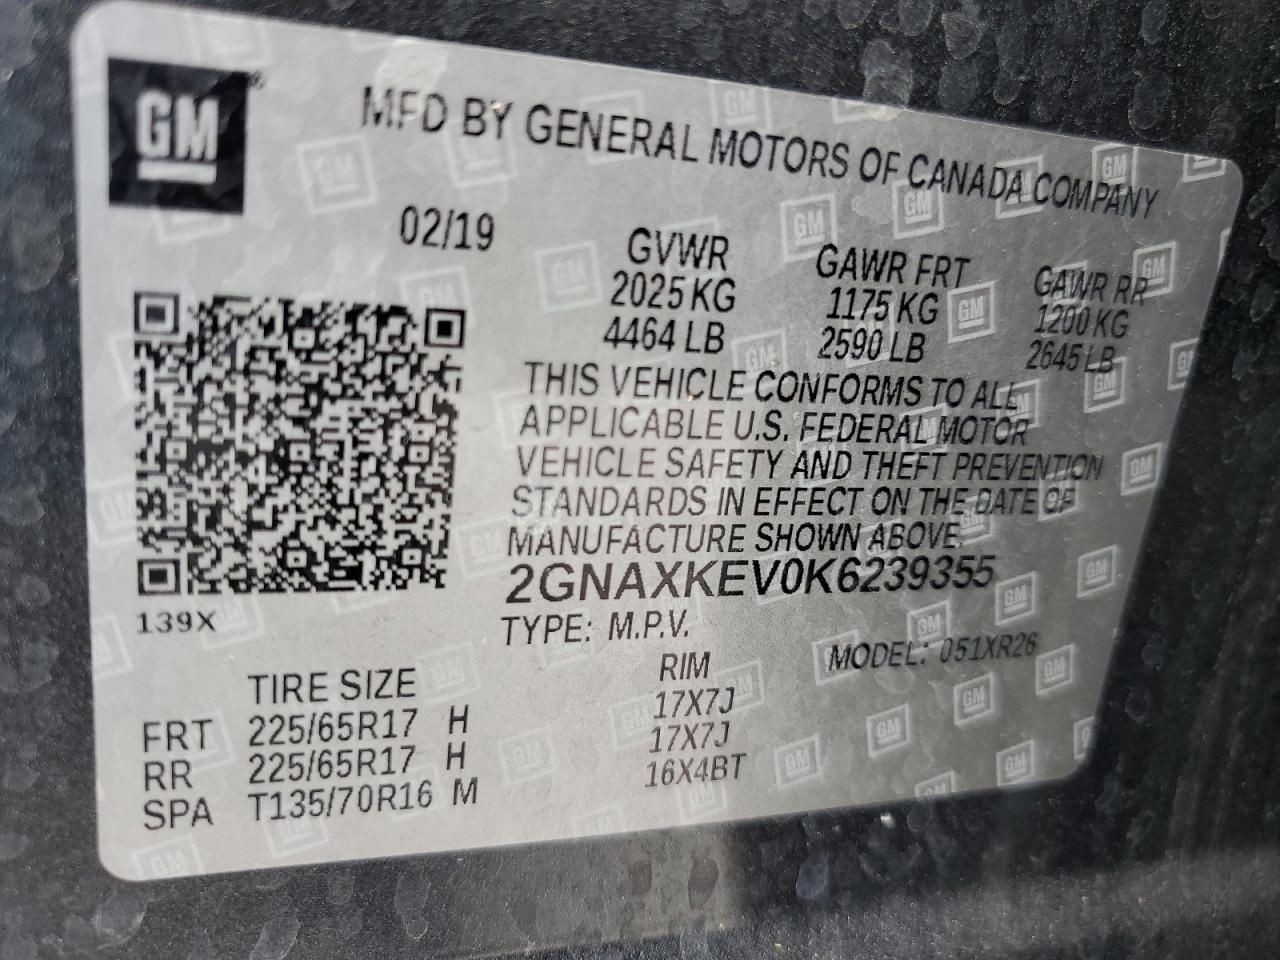 GM
MFD BY GENERAL MOTORS OF CANADA COMPANY
02/19
GVWR GAWR FRT GAWR RR
2025 KG 1175 KG 1200 KG
4464 LB 2590 LB 2645 LB
THIS VEHICLE CONFORMS TO ALL
APPLICABLE U.S. FEDERAL MOTOR
VEHICLE SAFETY AND THEFT PREVENTION
STANDARDS IN EFFECT ON THE DATE OF
MANUFACTURE SHOWN ABOVE.
2GNAXKEV0K6239355
139X
TYPE: M.P.V. MODEL: 051XR26
TIRE SIZE RIM
FRT 225/65R17 H 17X7J
RR 225/65R17 H 17X7J
SPA T135/70R16 M 16X4BT